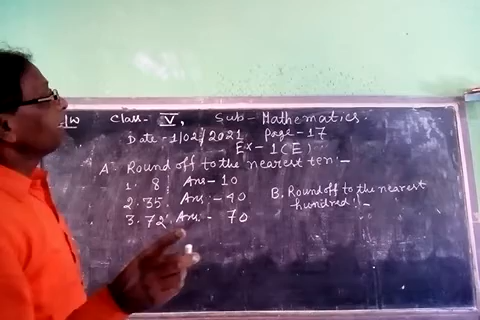 H/W Class- V, Sub- Mathematics.
Date-1/02/2021 Page-17
Ex-1(E)
A- Round off to the nearest ten:-
1. 8 Ans-10
2. 35. Ans:-40
3. 72. Ans:- 70
B. Round off to the nearest
hundred:-